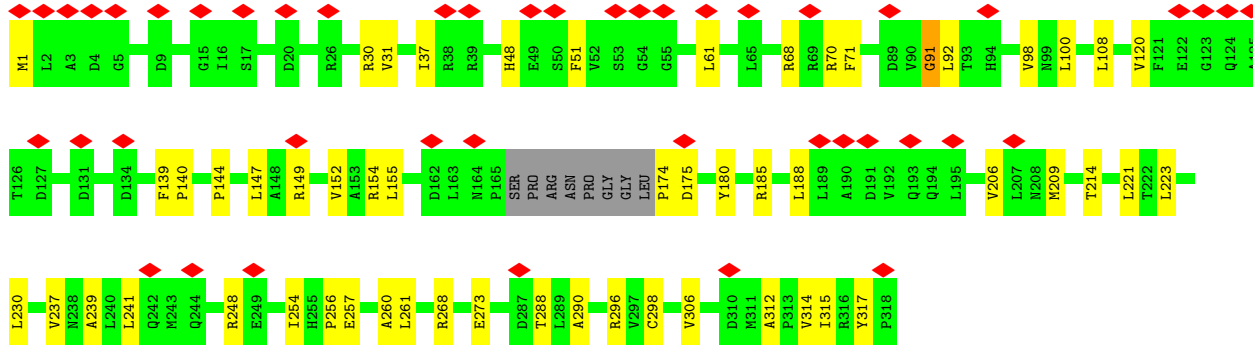 M1 L2 A3 D4 G5 D9 G15 I16 S17 D20 R26 R30 V31 I37 R38 R39 H48 E49 S50 F51 V52 S53 G54 G55 L61 L65 R68 R69 R70 F71 D89 V90 G91 L92 T93 H94 V98 N99 L100 L108 V120 F121 E122 G123 Q124 A125
T126 D127 D131 D134 F139 P140 P144 L147 A148 R149 V152 A153 R154 L155 D162 L163 N164 P165 SER PRO ARG ASN PRO GLY GLY LEU P174 D175 Y180 R185 L188 L189 A190 D191 V192 Q193 Q194 L195 V206 L207 N208 M209 T214 L221 T222 L223
L230 V237 N238 A239 L240 L241 Q242 M243 Q244 R248 E249 I254 H255 P256 E257 A260 L261 R268 E273 D287 T288 L289 A290 R296 V297 C298 V306 D310 M311 A312 P313 V314 I315 R316 Y317 P318